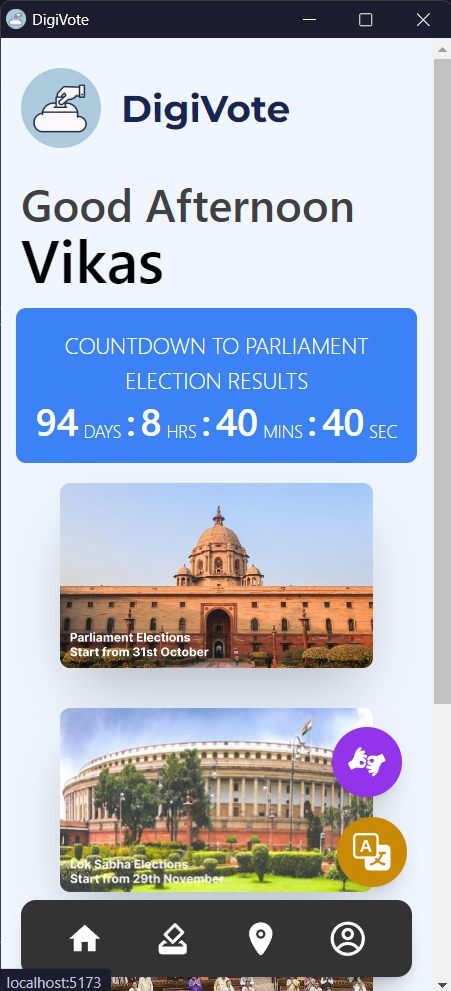 DigiVote
DigiVote
Good Afternoon
Vikas
COUNTDOWN TO PARLIAMENT
ELECTION RESULTS
94 DAYS : 8 HRS : 40 MINS : 40 SEC
Parliament Elections
Start from 31st October
Lok Sabha Elections
Start from 29th November
A
文
localhost:5173